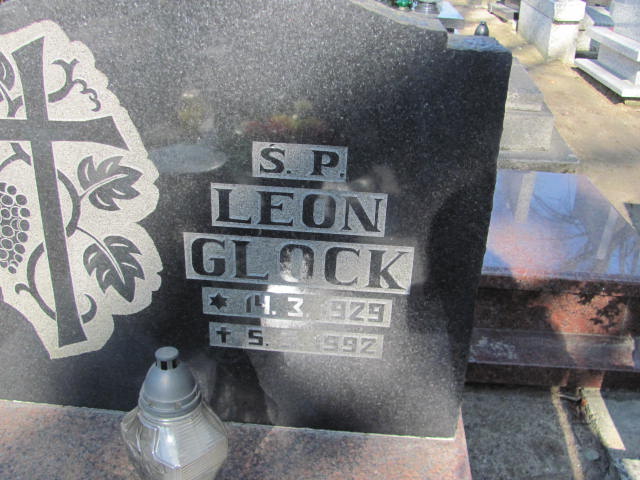 Ś. P.
LEON
GLOCK
14. 3. 1929
5. 1992